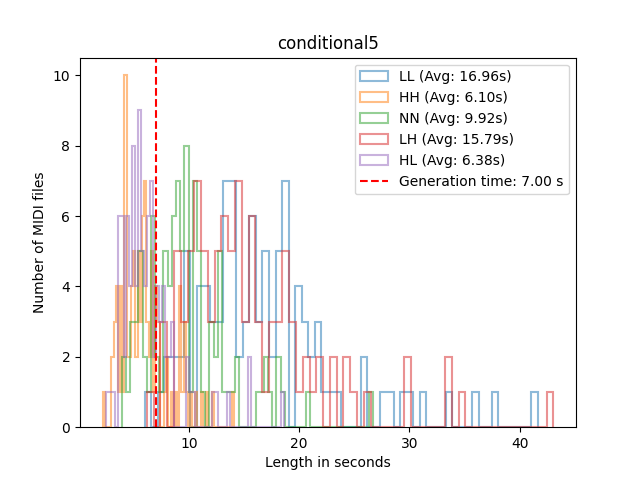 conditional5
LL (Avg: 16.96s)
HH (Avg: 6.10s)
NN (Avg: 9.92s)
LH (Avg: 15.79s)
HL (Avg: 6.38s)
Generation time: 7.00 s
Number of MIDI files
10
8
6
4
2
0
10 20 30 40
Length in seconds